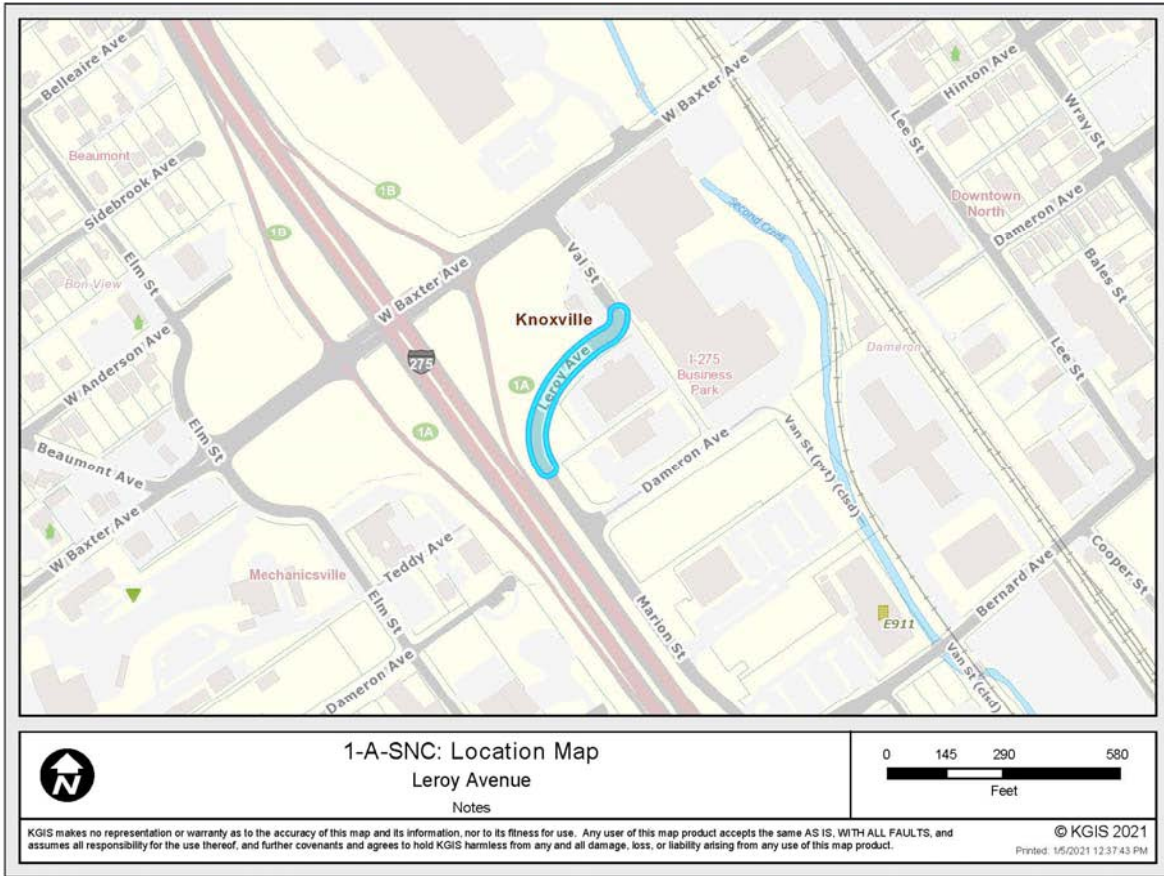 Belleaire Ave
Beaumont
Sidebrook Ave
1B
1B
W Baxter Ave
Hinton Ave
Wray St
Lee St
Downtown
North
Dameron Ave
Bales St
Second Creek
Val St
Elm St
Bon View
W Baxter Ave
W Anderson Ave
Knoxville
275
1A
Leroy Ave
I-275
Business
Park
Dameron
Lee St
Elm St
1A
Beaumont Ave
W Baxter Ave
Dameron Ave
Van St (pvt) (clsd)
Teddy Ave
Mechanicsville
Elm St
Marion St
Cooper St
Bernard Ave
E911
Van St (clsd)
Dameron Ave
N
1-A-SNC: Location Map
Leroy Avenue
Notes
0 145 290 580
Feet
KGIS makes no representation or warranty as to the accuracy of this map and its information, nor to its fitness for use. Any user of this map product accepts the same AS IS, WITH ALL FAULTS, and
assumes all responsibility for the use thereof, and further covenants and agrees to hold KGIS harmless from any and all damage, loss, or liability arising from any use of this map product.
© KGIS 2021
Printed: 1/5/2021 12:37:43 PM